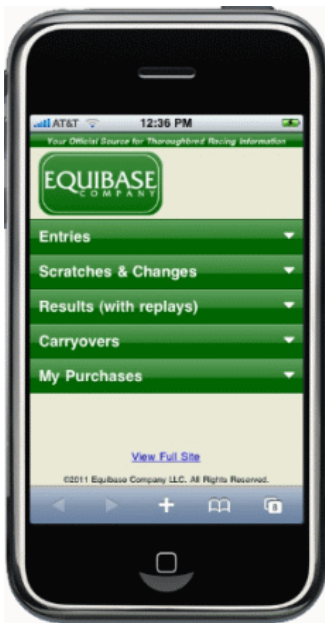 AT&T 12:36 PM
Your Official Source for Thoroughbred Racing Information
EQUIBASE
COMPANY
Entries
Scratches & Changes
Results (with replays)
Carryovers
My Purchases
View Full Site
©2011 Equibase Company LLC. All Rights Reserved.